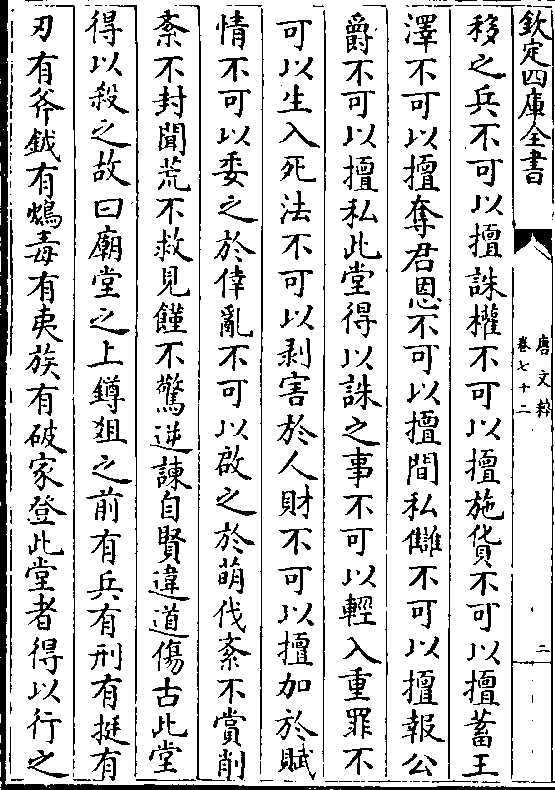 欽定四庫全書
唐文粹
卷七十二
二
移之兵不可以擅誅權不可以擅施貨不可以擅蓄王
澤不可以擅奪君恩不可以擅間私讎不可以擅報公
爵不可以擅私此堂得以誅之事不可以輕入重罪不
可以生入死法不可以剥害於人財不可以擅加於賦
情不可以委之於倖亂不可以啟之於萌伐紊不賞削
紊不封聞荒不救見饉不驚逆諫自賢違道傷古此堂
得以殺之故曰廟堂之上鐏俎之前有兵有刑有挺有
刃有斧鉞有鴆毒有夷族有破家登此堂者得以行之